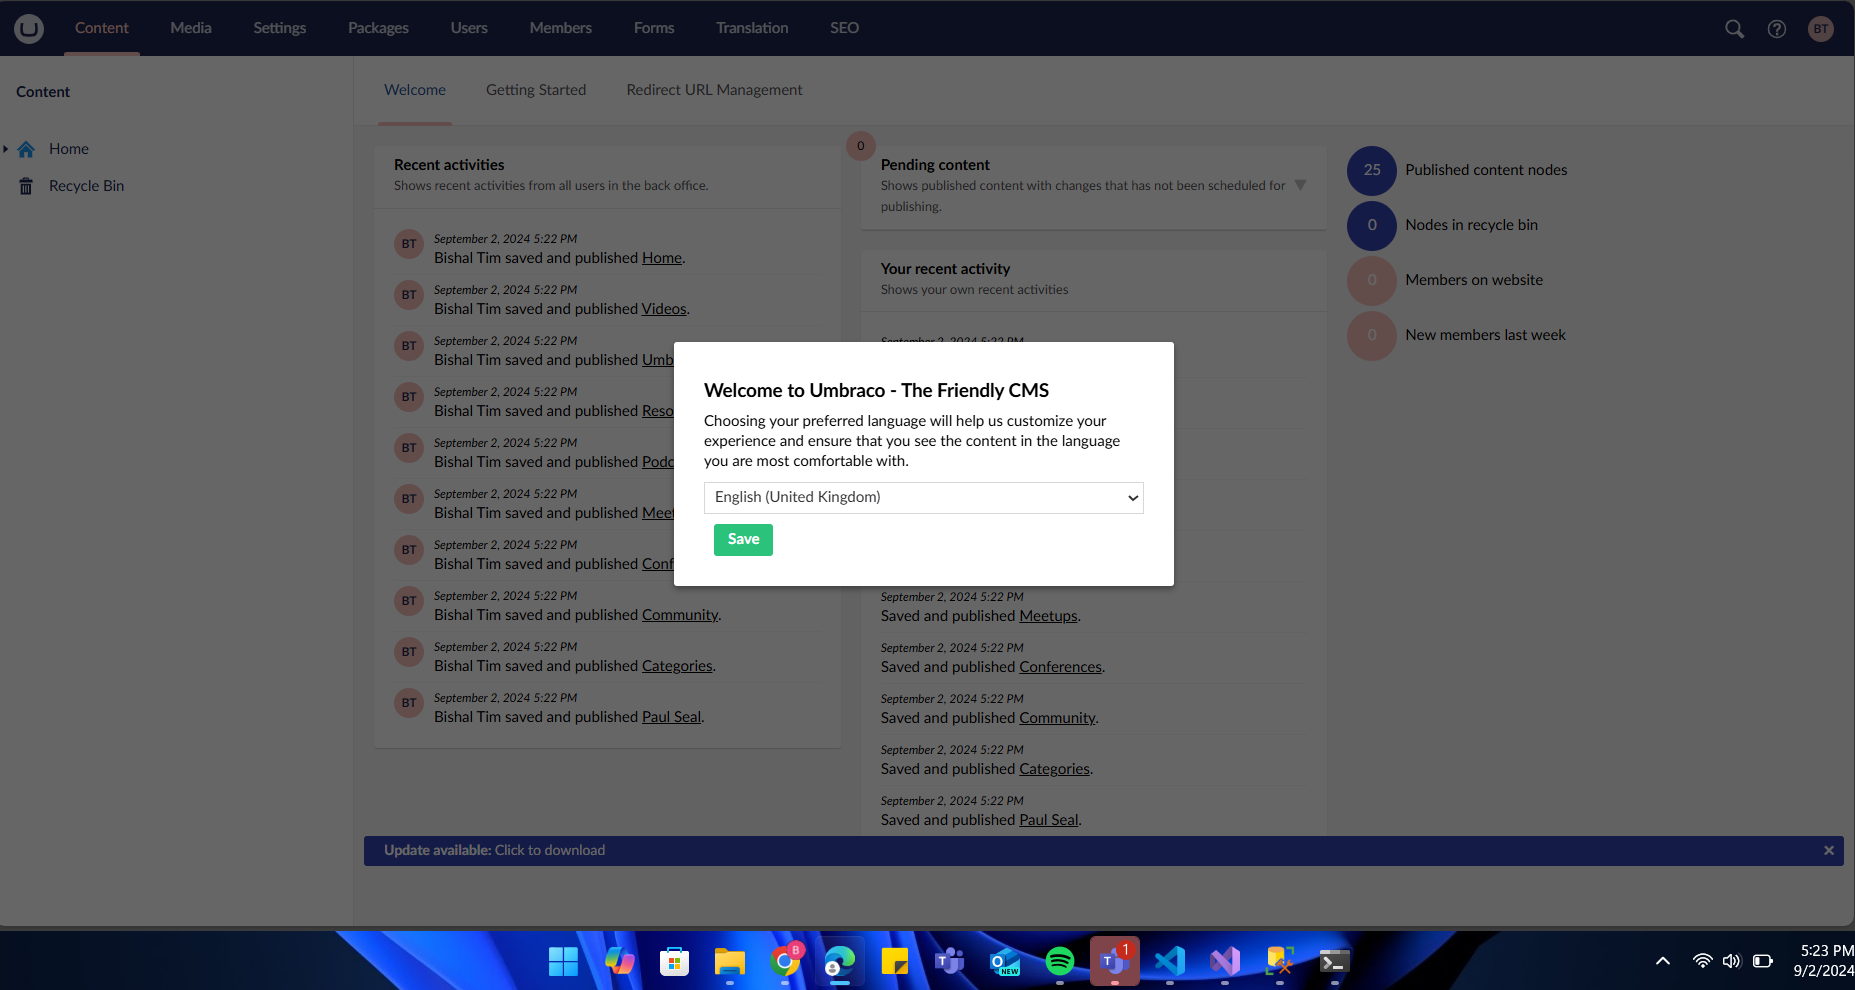 Content
Media
Settings
Packages
Users
Members
Forms
Translation
SEO
BT
Content
Home
Recycle Bin
Welcome
Getting Started
Redirect URL Management
Recent activities
Shows recent activities from all users in the back office.
BT
September 2, 2024 5:22 PM
Bishal Tim saved and published Home.
BT
September 2, 2024 5:22 PM
Bishal Tim saved and published Videos.
BT
September 2, 2024 5:22 PM
Bishal Tim saved and published Umb
BT
September 2, 2024 5:22 PM
Bishal Tim saved and published Reso
BT
September 2, 2024 5:22 PM
Bishal Tim saved and published Podc
BT
September 2, 2024 5:22 PM
Bishal Tim saved and published Meet
BT
September 2, 2024 5:22 PM
Bishal Tim saved and published Conf
BT
September 2, 2024 5:22 PM
Bishal Tim saved and published Community.
BT
September 2, 2024 5:22 PM
Bishal Tim saved and published Categories.
BT
September 2, 2024 5:22 PM
Bishal Tim saved and published Paul Seal.
0
Pending content
Shows published content with changes that has not been scheduled for
publishing.
Your recent activity
Shows your own recent activities
September 2, 2024 5:22 PM
September 2, 2024 5:22 PM
Saved and published Meetups.
September 2, 2024 5:22 PM
Saved and published Conferences.
September 2, 2024 5:22 PM
Saved and published Community.
September 2, 2024 5:22 PM
Saved and published Categories.
September 2, 2024 5:22 PM
Saved and published Paul Seal.
25 Published content nodes
0 Nodes in recycle bin
0 Members on website
0 New members last week
Welcome to Umbraco - The Friendly CMS
Choosing your preferred language will help us customize your
experience and ensure that you see the content in the language
you are most comfortable with.
English (United Kingdom)
Save
Update available: Click to download
B
T
NEW
T
1
5:23 PM
9/2/2024